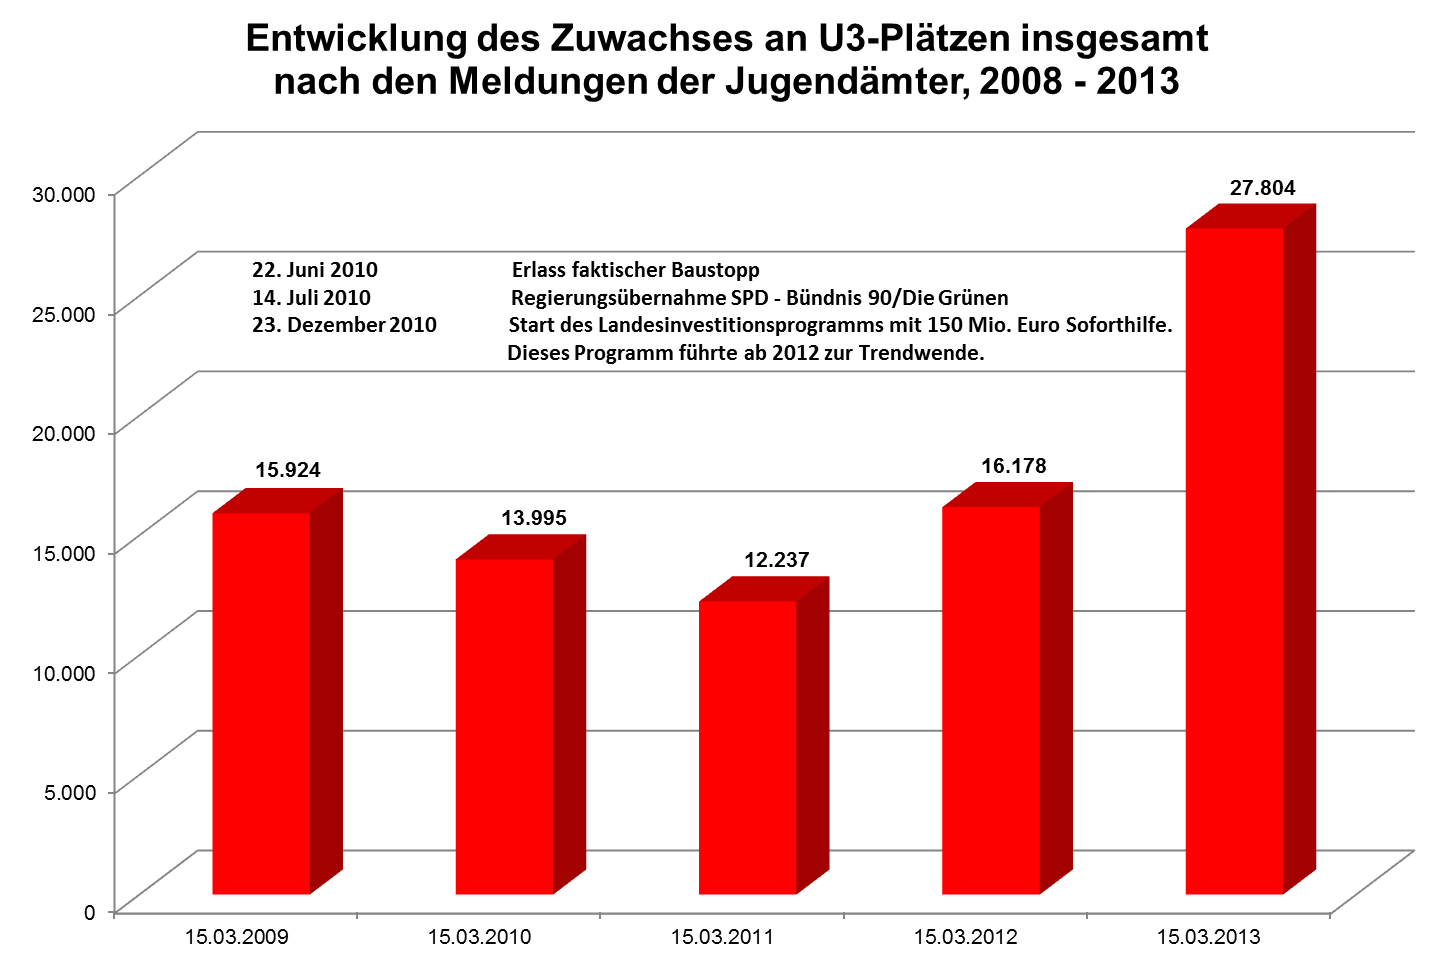 Entwicklung des Zuwachses an U3-Plätzen insgesamt
nach den Meldungen der Jugendämter, 2008 - 2013
30.000
25.000
20.000
15.000
10.000
5.000
0
22. Juni 2010 Erlass faktischer Baustopp
14. Juli 2010 Regierungsübernahme SPD - Bündnis 90/Die Grünen
23. Dezember 2010 Start des Landesinvestitionsprogramms mit 150 Mio. Euro Soforthilfe.
Dieses Programm führte ab 2012 zur Trendwende.
15.924
13.995
12.237
16.178
27.804
15.03.2009
15.03.2010
15.03.2011
15.03.2012
15.03.2013